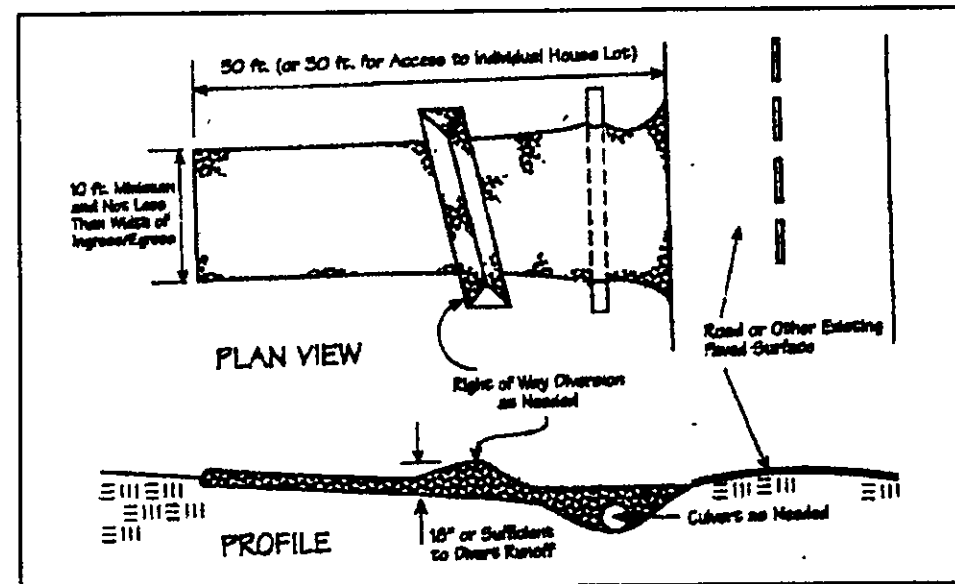 50 ft. (or 30 ft. for Access to Individual House Lot)
10 ft. Minimum
and Not Less
Than Width of
Ingress/Egress
PLAN VIEW
Road or Other Existing
Paved Surface
Right of Way Diversion
as Needed
Culvert as Needed
18" or Sufficient
to Divert Runoff
PROFILE